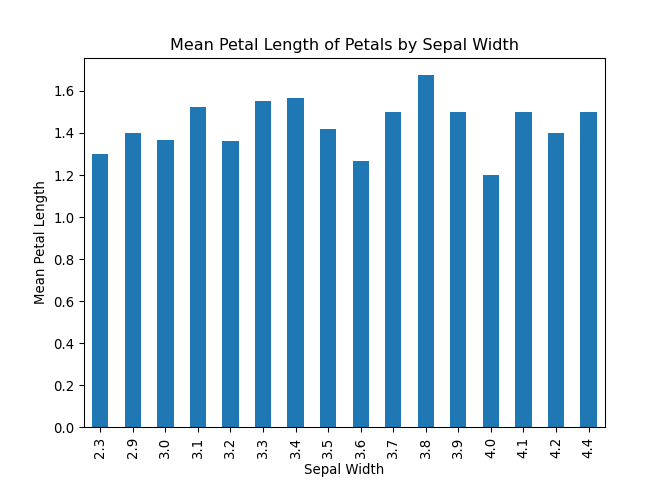 Mean Petal Length of Petals by Sepal Width
Mean Petal Length
1.6
1.4
1.2
1.0
0.8
0.6
0.4
0.2
0.0
2.3 2.9 3.0 3.1 3.2 3.3 3.4 3.5 3.6 3.7 3.8 3.9 4.0 4.1 4.2 4.4
Sepal Width